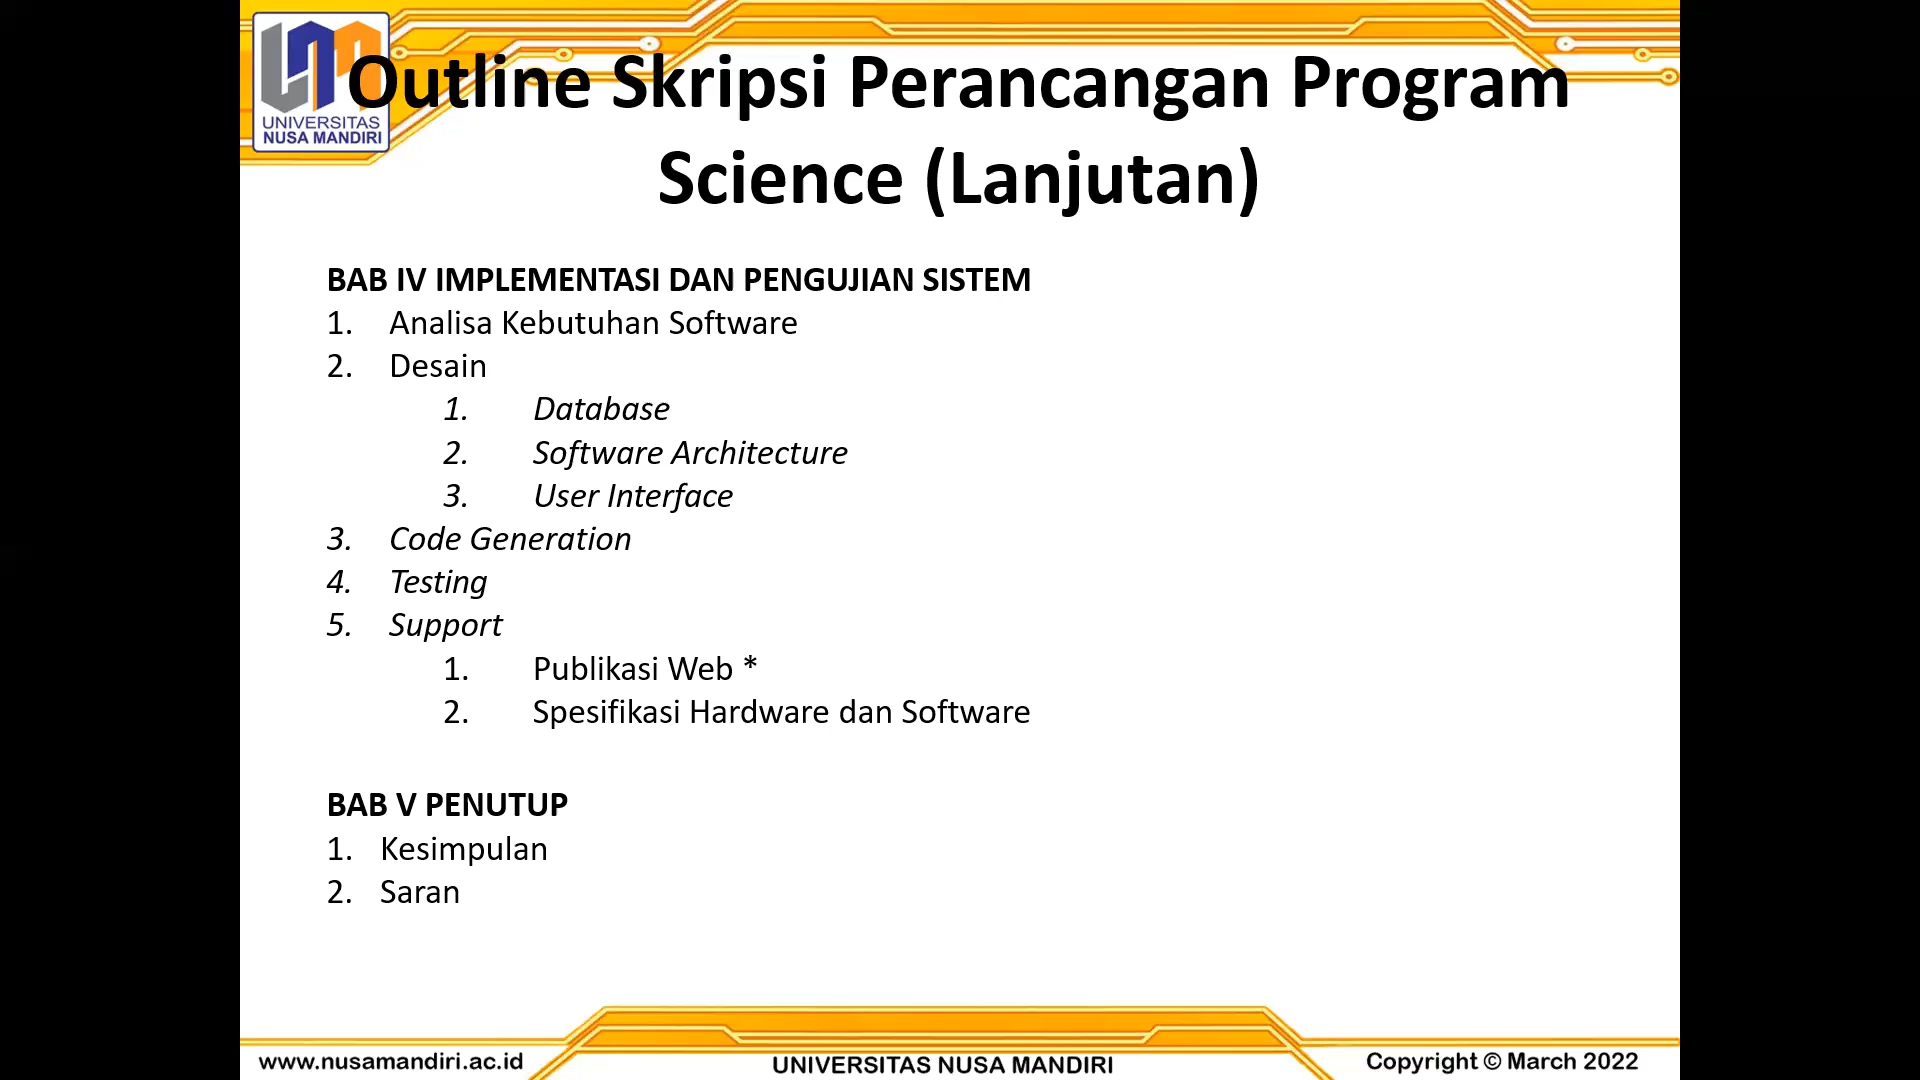 UNIVERSITAS
NUSA MANDIRI
Outline Skripsi Perancangan Program
Science (Lanjutan)
BAB IV IMPLEMENTASI DAN PENGUJIAN SISTEM
1. Analisa Kebutuhan Software
2. Desain
1. Database
2. Software Architecture
3. User Interface
3. Code Generation
4. Testing
5. Support
1. Publikasi Web *
2. Spesifikasi Hardware dan Software
BAB V PENUTUP
1. Kesimpulan
2. Saran
www.nusamandiri.ac.id
UNIVERSITAS NUSA MANDIRI
Copyright © March 2022